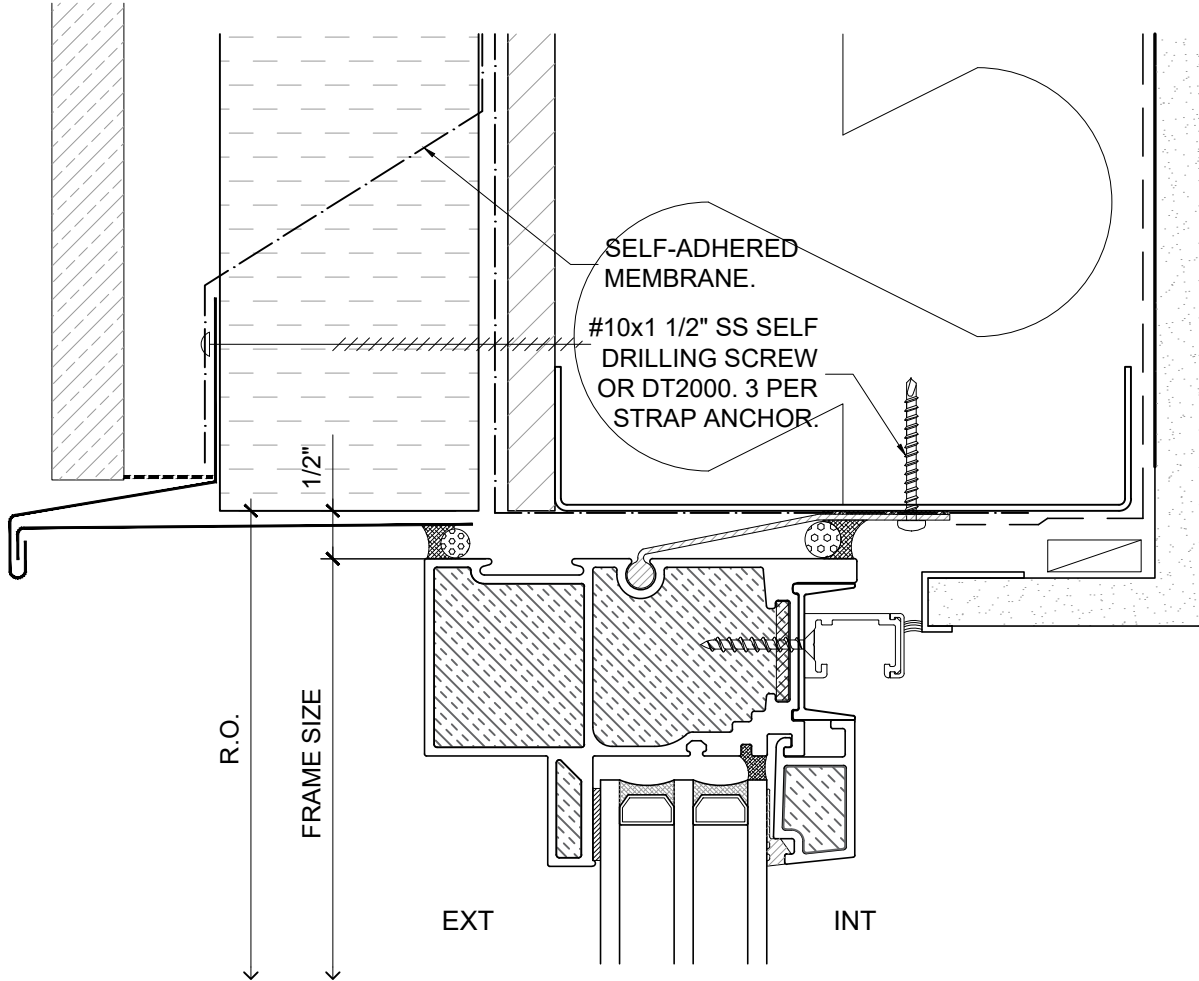 SELF-ADHERED
MEMBRANE.
#10x1 1/2" SS SELF
DRILLING SCREW
OR DT2000. 3 PER
STRAP ANCHOR.
1/2"
R.O.
FRAME SIZE
EXT
INT